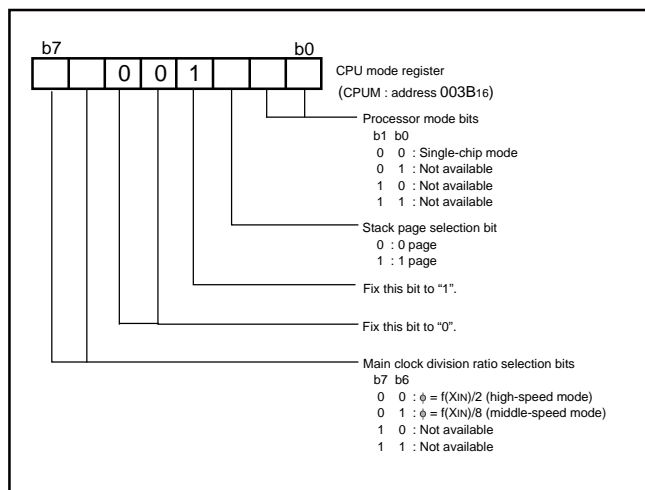 b7 b0
0 0 1
CPU mode register
(CPUM : address 003B16)
Processor mode bits
b1 b0
0 0 : Single-chip mode
0 1 : Not available
1 0 : Not available
1 1 : Not available
Stack page selection bit
0 : 0 page
1 : 1 page
Fix this bit to “1”.
Fix this bit to “0”.
Main clock division ratio selection bits
b7 b6
0 0 : φ = f(XIN)/2 (high-speed mode)
0 1 : φ = f(XIN)/8 (middle-speed mode)
1 0 : Not available
1 1 : Not available